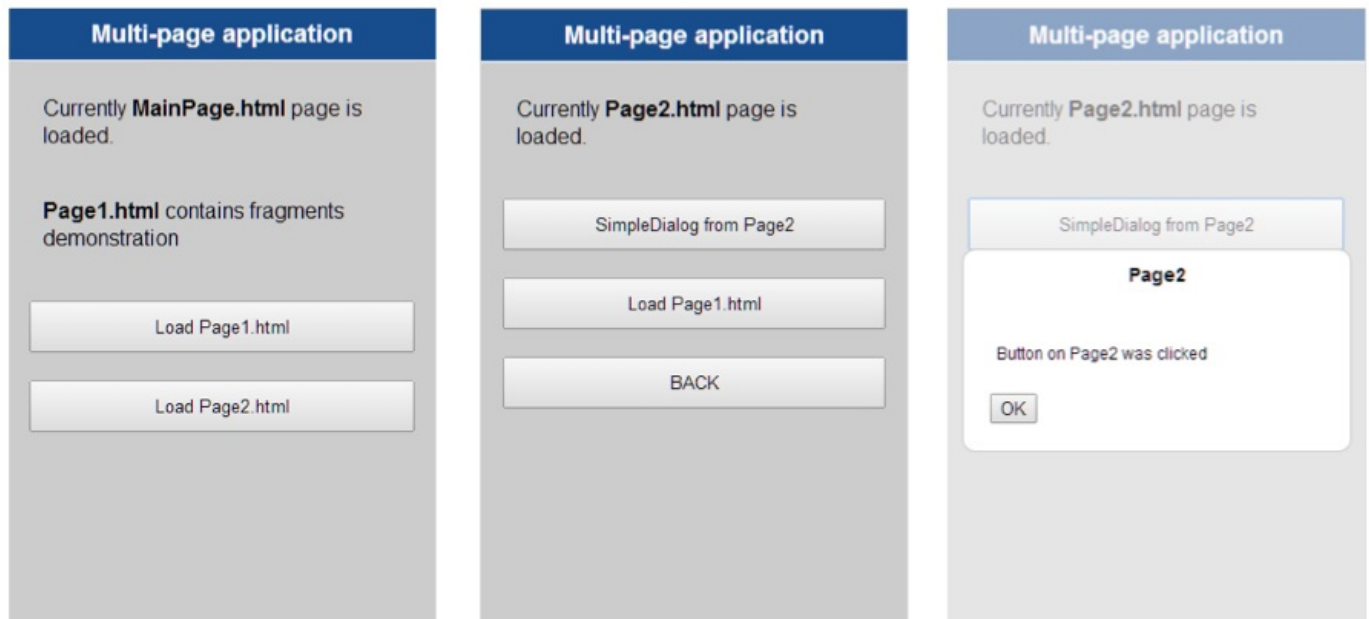 Multi-page application
Currently MainPage.html page is
loaded.
Page1.html contains fragments
demonstration
Load Page1.html
Load Page2.html
Multi-page application
Currently Page2.html page is
loaded.
SimpleDialog from Page2
Load Page1.html
BACK
Multi-page application
Currently Page2.html page is
loaded.
SimpleDialog from Page2
Page2
Button on Page2 was clicked
OK